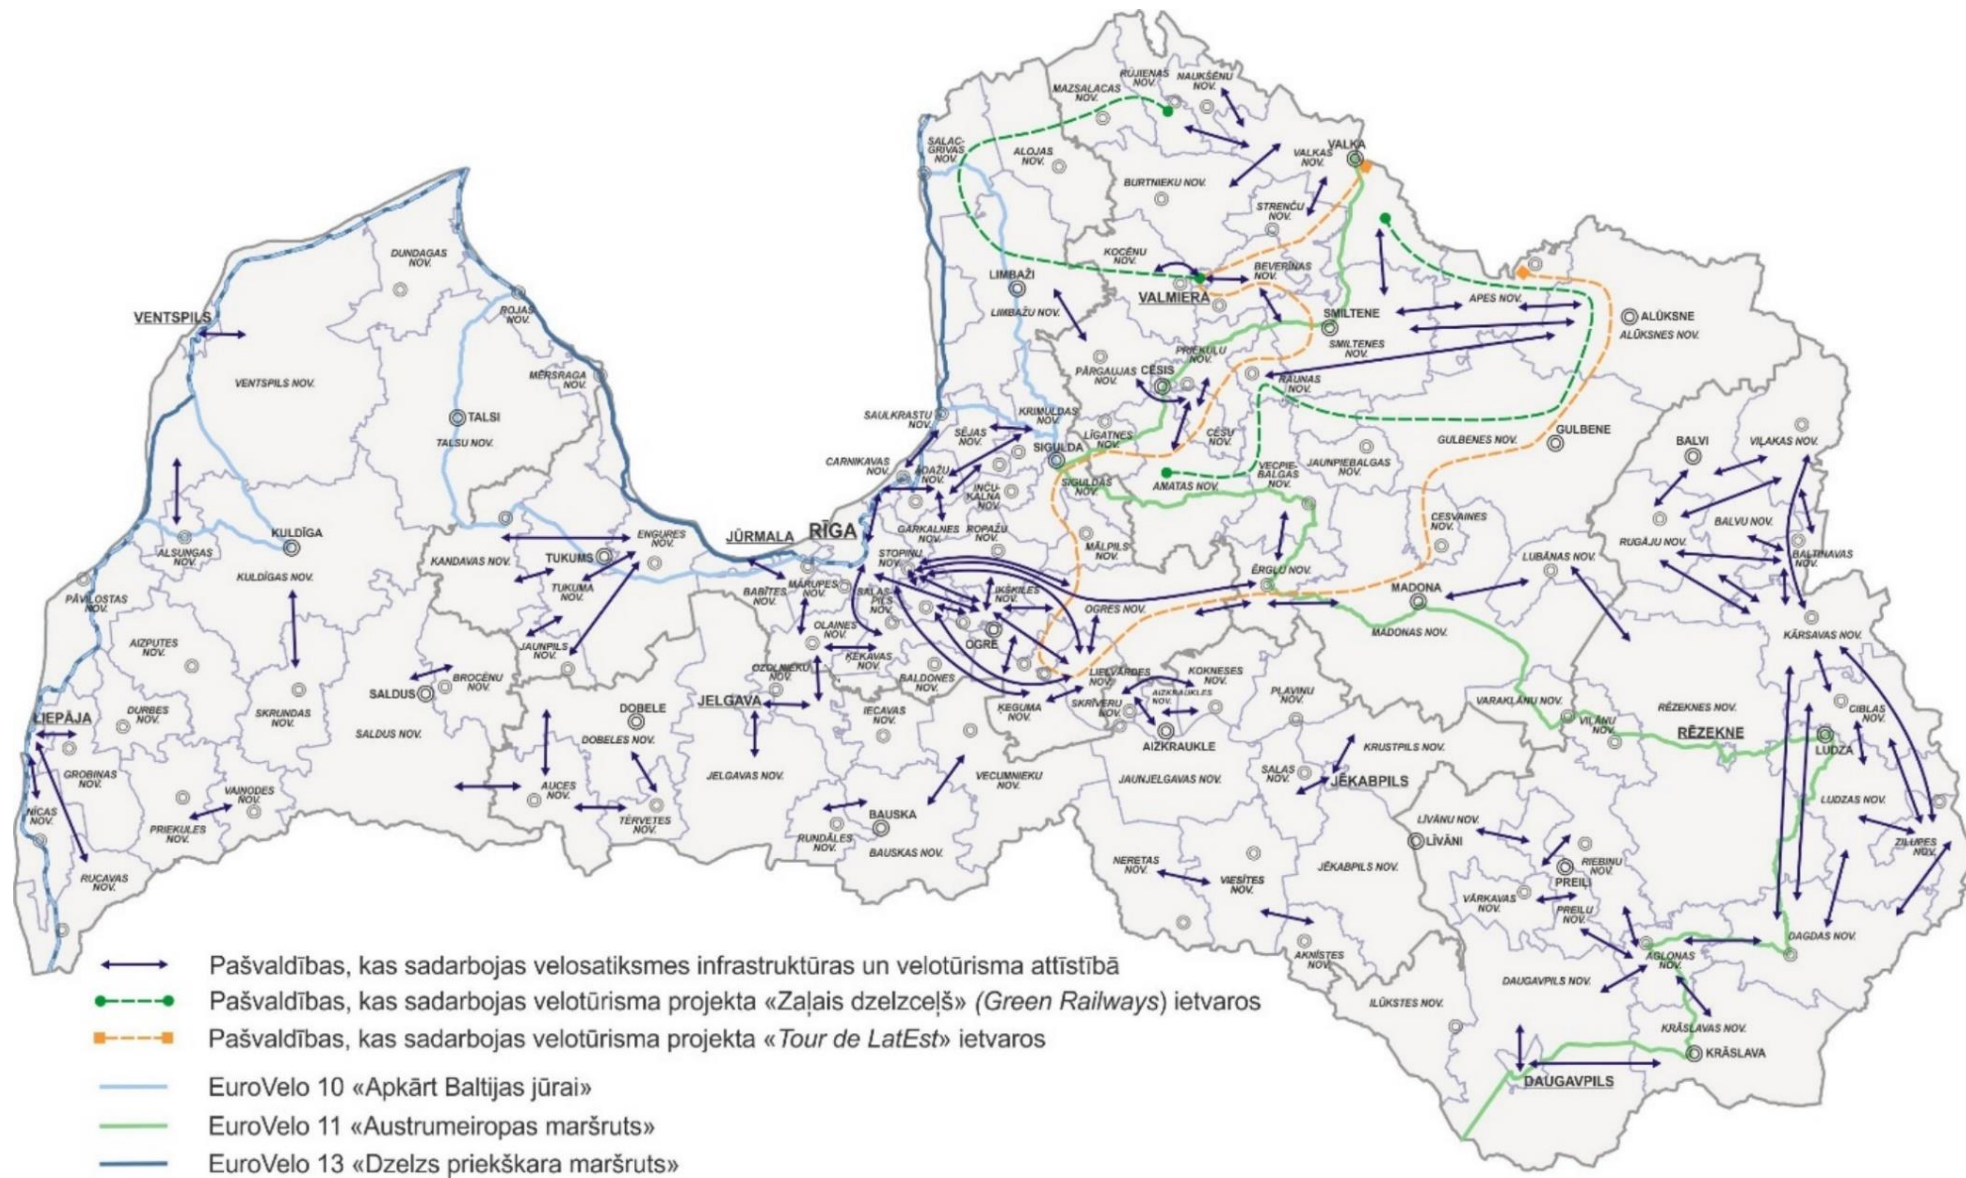 RŪJIENAS
NOV.
NAUKŠĒNU
NOV.
MAZSALACAS
NOV.
SALAC-
GRĪVAS
NOV.
ALOJAS
NOV.
VALKA
VALKAS
NOV.
BURTNIEKU NOV.
STRENČU
NOV.
KOCĒNU
NOV.
BEVERĪNAS
NOV.
VALMIERA
LIMBAŽI
LIMBAŽU NOV.
DUNDAGAS
NOV.
ROJAS
NOV.
VENTSPILS
VENTSPILS NOV.
MĒRSRAGA
NOV.
TALSI
TALSU NOV.
APES NOV.
SMILTENE
SMILTENES
NOV.
ALŪKSNE
ALŪKSNES NOV.
PRIEKUĻU
NOV.
PĀRGAUJAS
NOV.
CĒSIS
RAUNAS
NOV.
SAULKRASTU
NOV.
KRIMULDAS
NOV.
SĒJAS
NOV.
LĪGATNES
NOV.
CĒSU
NOV.
SIGULDA
GULBENES NOV.
GULBENE
BALVI
VIĻAKAS NOV.
CARNIKAVAS
NOV.
ĀDAŽU
NOV.
INČU-
KALNA
NOV.
SIGULDAS
NOV.
AMATAS NOV.
VECPIE-
BALGAS
NOV.
JAUNPIEBALGAS
NOV.
KULDĪGA
ALSUNGAS
NOV.
KULDĪGAS NOV.
KANDAVAS NOV.
ENGURES
NOV.
TUKUMS
TUKUMA
NOV.
JŪRMALA
RĪGA
GARKALNES
NOV.
ROPAŽU
NOV.
STOPIŅU
NOV.
MĀLPILS
NOV.
CESVAINES
NOV.
LUBĀNAS NOV.
RUGĀJU NOV.
BALVU NOV.
BALTINAVAS
NOV.
PĀVILOSTAS
NOV.
BABĪTES
NOV.
MĀRUPES
NOV.
SALAS-
PILS
NOV.
IKŠĶILES
NOV.
OGRES NOV.
ĒRGĻU NOV.
MADONA
MADONAS NOV.
KĀRSAVAS NOV.
AIZPUTES
NOV.
JAUNPILS
NOV.
OLAINES
NOV.
ĶEKAVAS
NOV.
OGRE
OZOLNIEKU
NOV.
BALDONES
NOV.
LIELVĀRDES
NOV.
KOKNESES
NOV.
AIZKRAUKLES
NOV.
PĻAVIŅU
NOV.
VARAKĻĀNU NOV.
VIĻĀNU
NOV.
RĒZEKNES NOV.
RĒZEKNE
CIBLAS
NOV.
LUDZA
LIEPĀJA
DURBES
NOV.
SKRUNDAS
NOV.
SALDUS
BROCĒNU
NOV.
SALDUS NOV.
DOBELE
DOBELES NOV.
JELGAVA
IECAVAS
NOV.
ĶEGUMA
NOV.
SKRĪVERU
NOV.
AIZKRAUKLE
KRUSTPILS NOV.
GROBIŅAS
NOV.
VAIŅODES
NOV.
AUCES
NOV.
JELGAVAS NOV.
VECUMNIEKU
NOV.
JAUNJELGAVAS NOV.
SALAS
NOV.
JĒKABPILS
LUDZAS NOV.
NĪCAS
NOV.
PRIEKULES
NOV.
TĒRVETES
NOV.
RUNDĀLES
NOV.
BAUSKA
BAUSKAS NOV.
LĪVĀNU NOV.
LĪVĀNI
ZILUPES
NOV.
RUCAVAS
NOV.
NERETAS
NOV.
VIESĪTES
NOV.
JĒKABPILS NOV.
RIEBIŅU
NOV.
PREIĻI
VĀRKAVAS
NOV.
PREIĻU
NOV.
DAGDAS NOV.
AKNĪSTES
NOV.
AGLONAS
NOV.
DAUGAVPILS NOV.
ILŪKSTES NOV.
KRĀSLAVAS NOV.
KRĀSLAVA
DAUGAVPILS
Pašvaldības, kas sadarbojas velosatiksmes infrastruktūras un velotūrisma attīstībā
Pašvaldības, kas sadarbojas velotūrisma projekta «Zaļais dzelzceļš» (Green Railways) ietvaros
Pašvaldības, kas sadarbojas velotūrisma projekta «Tour de LatEst» ietvaros
EuroVelo 10 «Apkārt Baltijas jūrai»
EuroVelo 11 «Austrumeiropas maršruts»
EuroVelo 13 «Dzelzs priekškara maršruts»